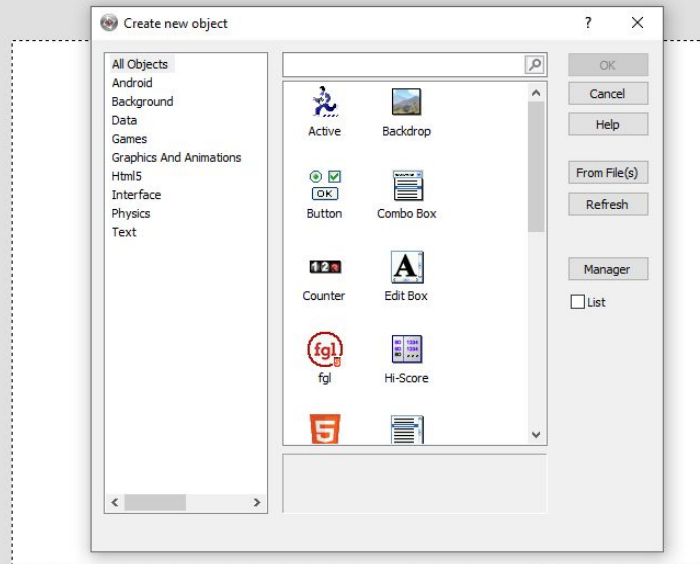 Create new object
?
All Objects
Android
Background
Data
Games
Graphics And Animations
Html5
Interface
Physics
Text
Active
Backdrop
OK
Button
Combo Box
123
Counter
A
Edit Box
fgl
5
fgl
Hi-Score
5
OK
Cancel
Help
From File(s)
Refresh
Manager
List